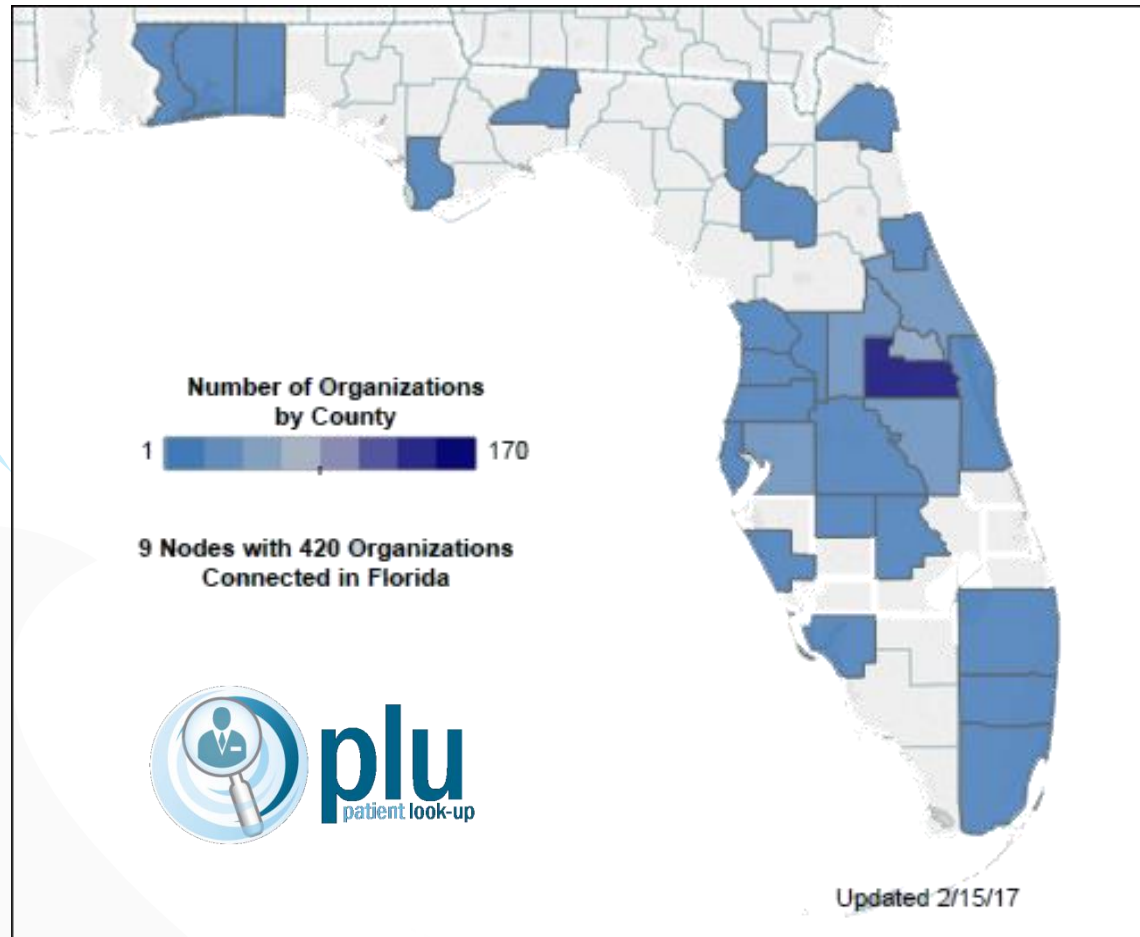 Number of Organizations
by County
1 170
9 Nodes with 420 Organizations
Connected in Florida
plu
patient look-up
Updated 2/15/17